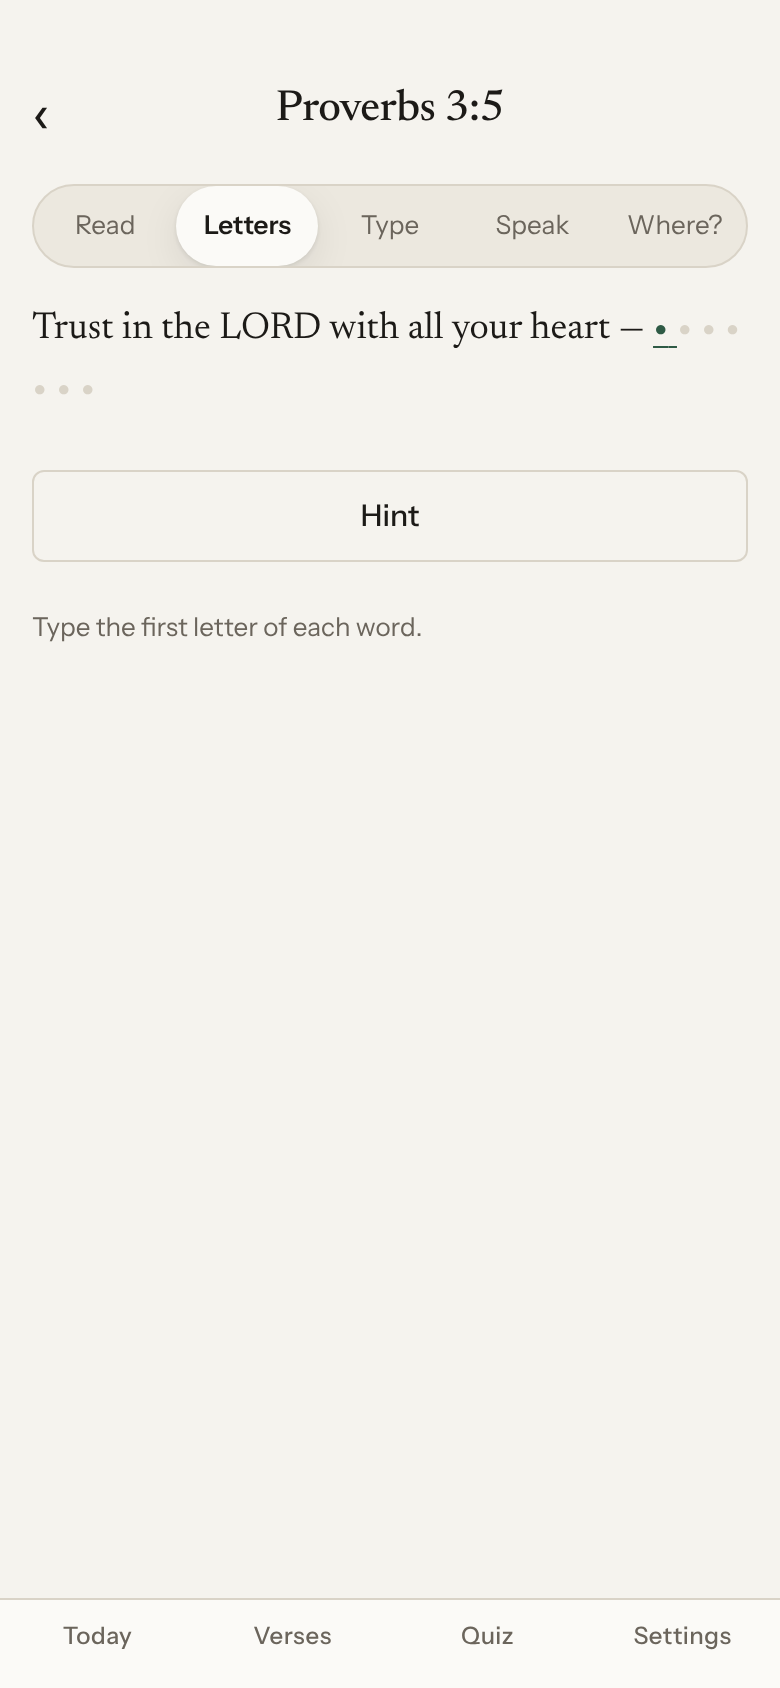 Proverbs 3:5
Read Letters Type Speak Where?
Trust in the LORD with all your heart — • • • •
• • •
Hint
Type the first letter of each word.
Today Verses Quiz Settings